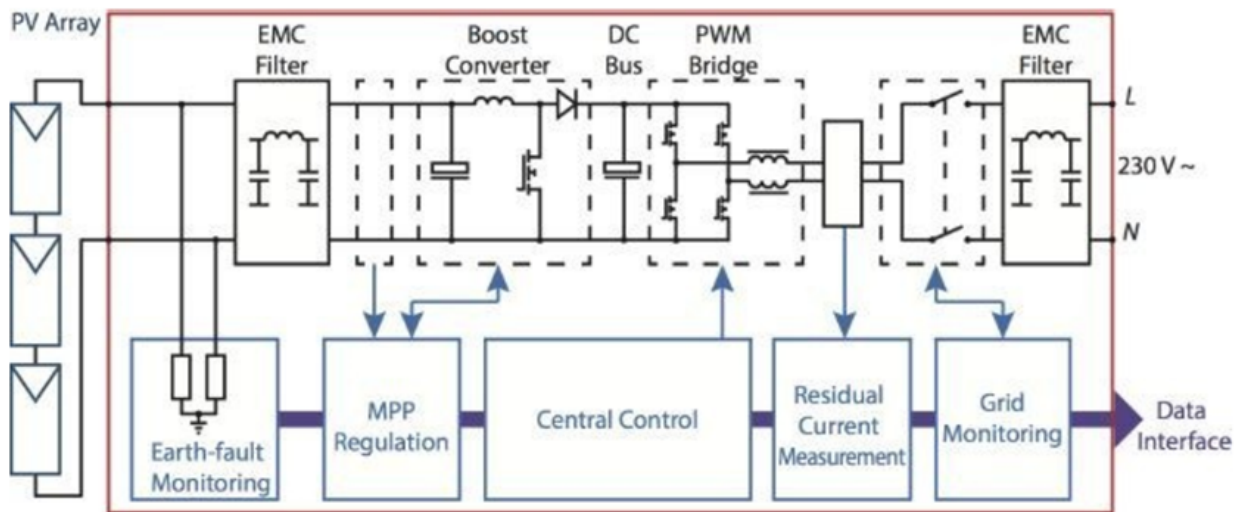 PV Array
EMC
Filter
Boost
Converter
DC
Bus
PWM
Bridge
EMC
Filter
L
230 V ~
N
Earth-fault
Monitoring
MPP
Regulation
Central Control
Residual
Current
Measurement
Grid
Monitoring
Data
Interface